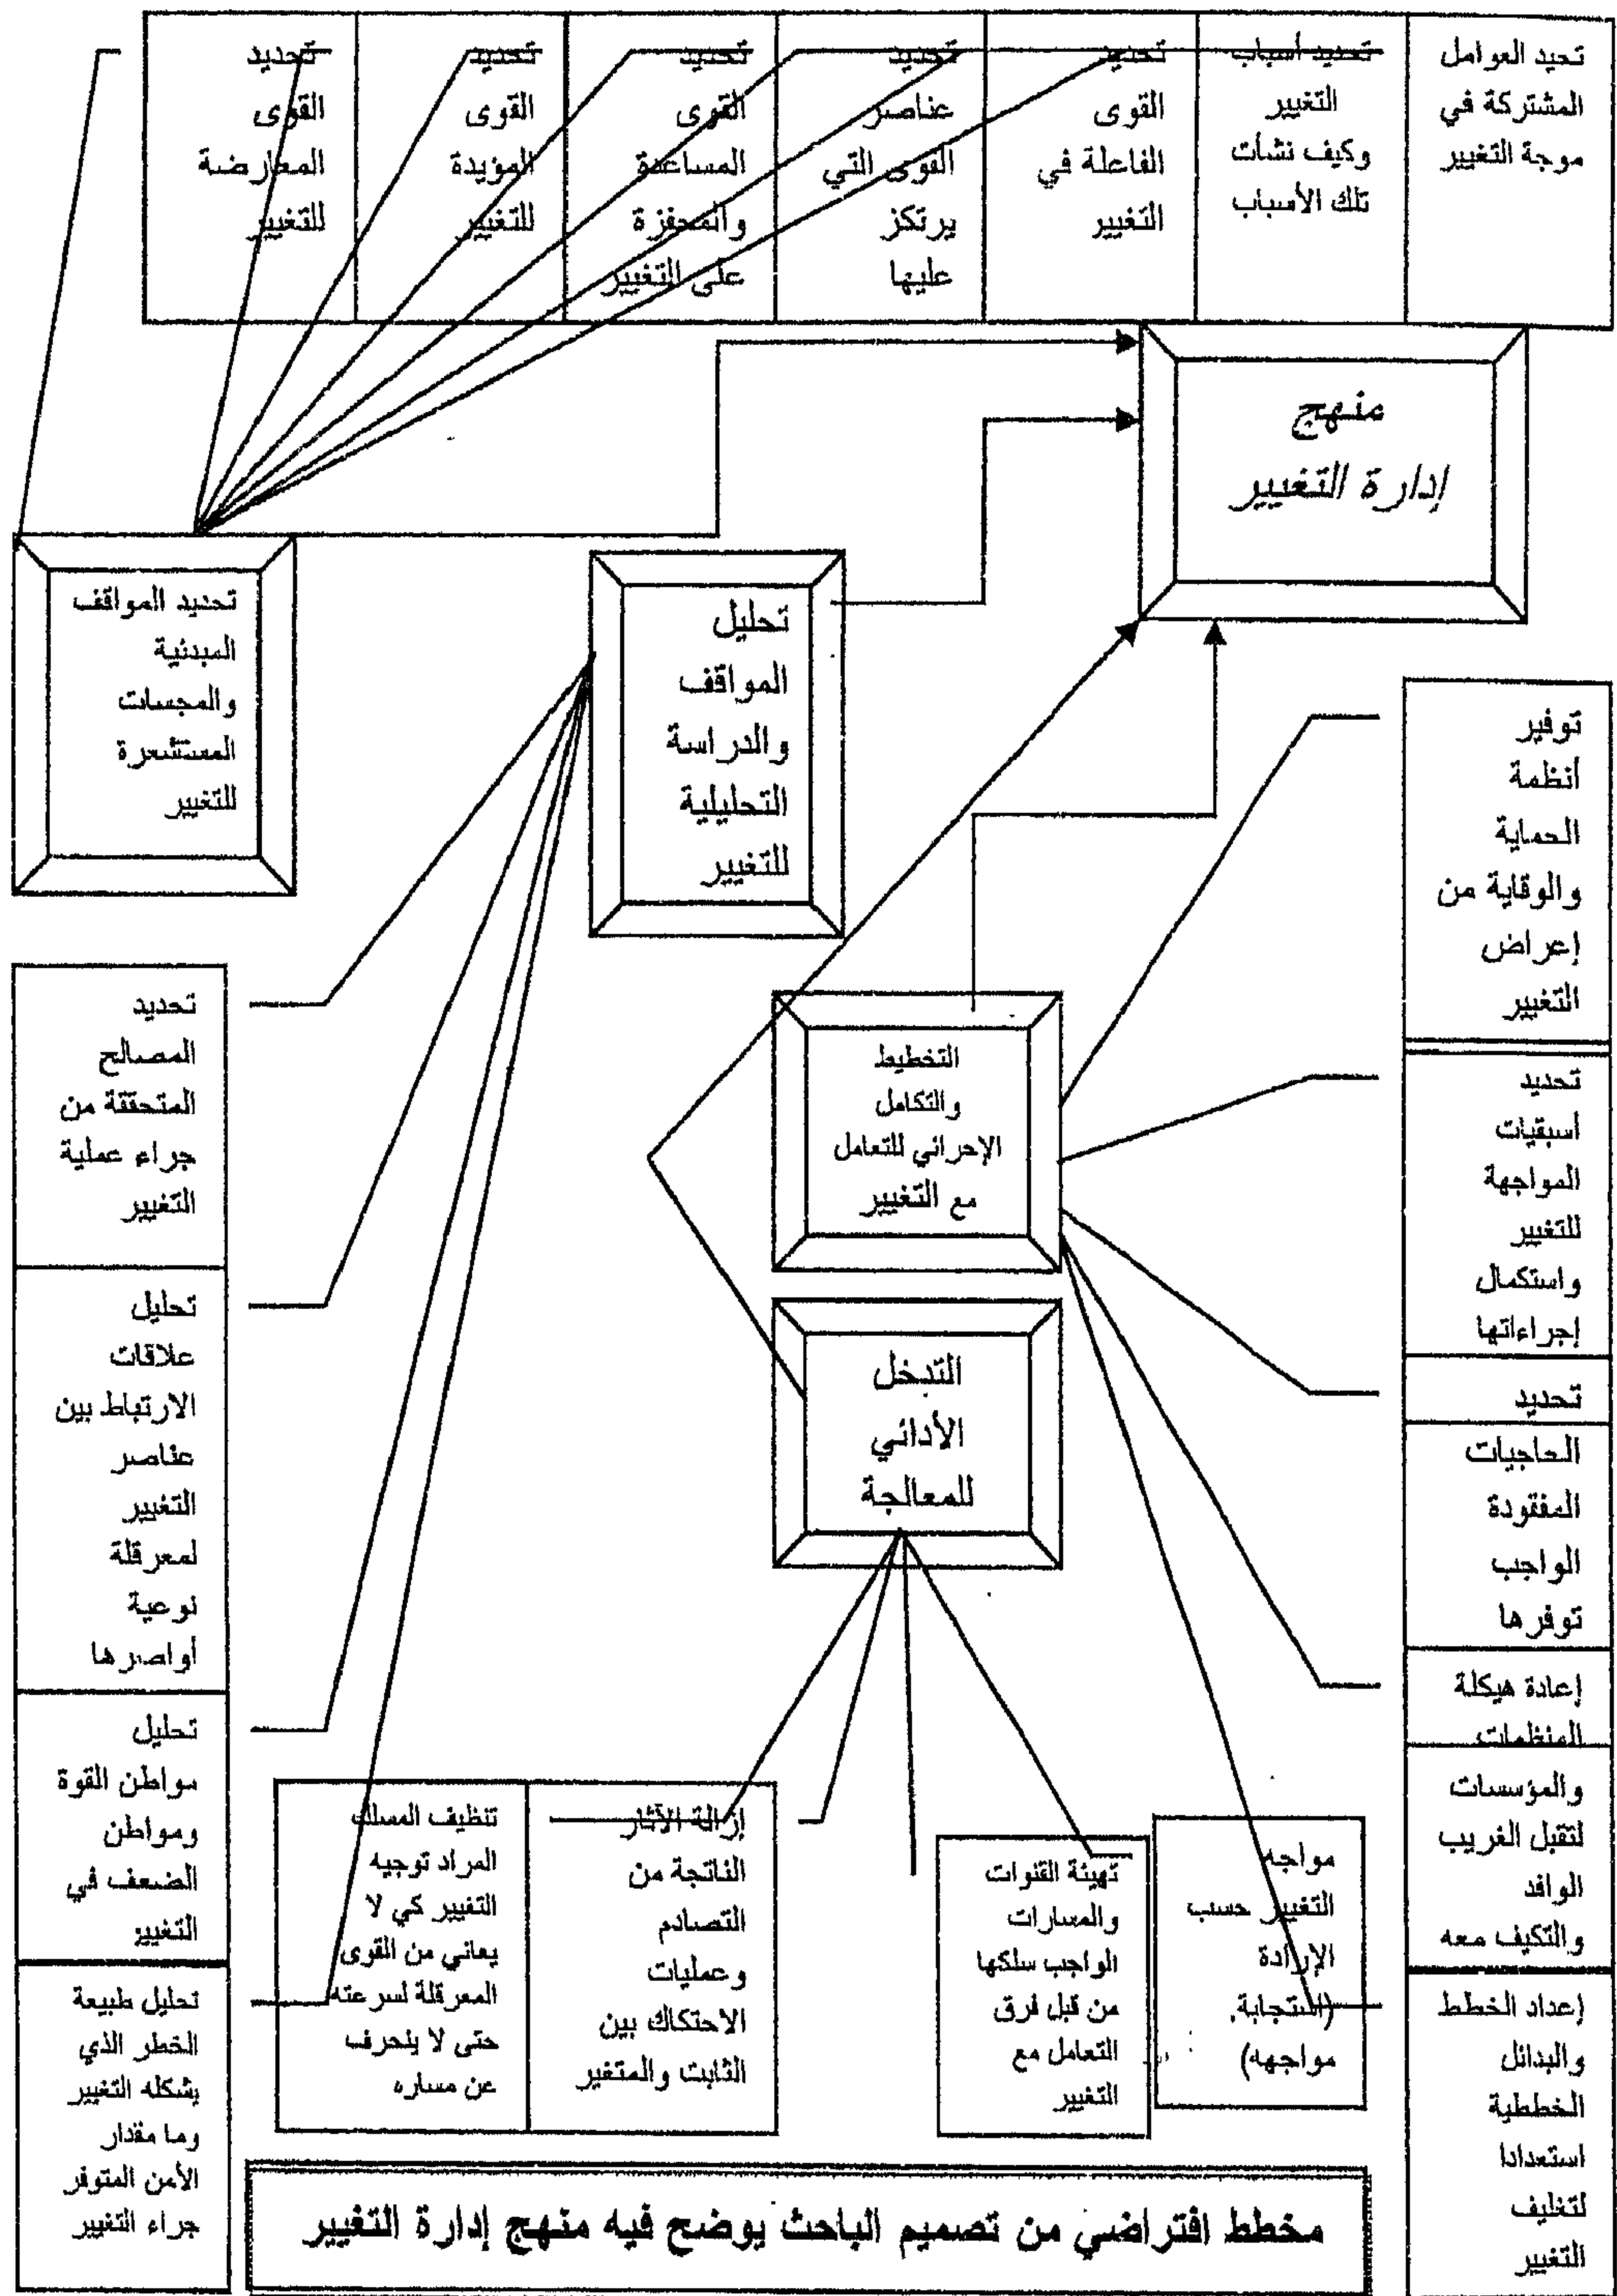 تحيد العوامل
المشتركة في
موجة التغيير
تحديد أسباب
التغيير
وكيف نشأت
تلك الأسباب
تحديد
القوى
الفاعلة في
التغيير
تحديد
عناصر
القوى التي
يرتكز
عليها
تحديد
القوى
المساعدة
والمحفزة
على التغيير
تحديد
القوى
المؤيدة
للتغيير
تحديد
القوى
المعارضة
للتغيير
منهج
إدارة التغيير
تحديد المواقف
المبدئية
والمجسات
المستشعرة
للتغيير
تحليل
المواقف
والدراسة
التحليلية
للتغيير
توفير
أنظمة
الحماية
والوقاية من
إعراض
التغيير
تحديد
أسبقيات
المواجهة
للتغيير
واستكمال
إجراءاتها
تحديد
الحاجيات
المفقودة
الواجب
توفرها
إعادة هيكلة
المنظمات
والمؤسسات
لتقبل الغريب
الوافد
والتكيف معه
إعداد الخطط
والبدائل
الخططية
استعدادا
لتغليف
التغيير
التخطيط
والتكامل
الإحرائي للتعامل
مع التغيير
التدخل
الأدائي
للمعالجة
تحديد
المصالح
المتحققة من
جراء عملية
التغيير
تحليل
علاقات
الارتباط بين
عناصر
التغيير
لمعرقلة
نوعية
أواصرها
تحليل
مواطن القوة
ومواطن
الضعف في
التغيير
تحليل طبيعة
الخطر الذي
يشكله التغيير
وما مقدار
الأمن المتوفر
جراء التغيير
مواجه
التغيير حسب
الإرادة
(استجابة,
مواجهه)
تهيئة القنوات
والمسارات
الواجب سلكها
من قبل فرق
التعامل مع
التغيير
إزالة الآثار
الناتجة من
التصادم
وعمليات
الاحتكاك بين
الثابت والمتغير
تنظيف المسلك
المراد توجيه
التغيير كي لا
يعاني من القوى
المعرقلة لسرعته
حتى لا ينحرف
عن مساره
مخطط افتراضي من تصميم الباحث يوضح فيه منهج إدارة التغيير